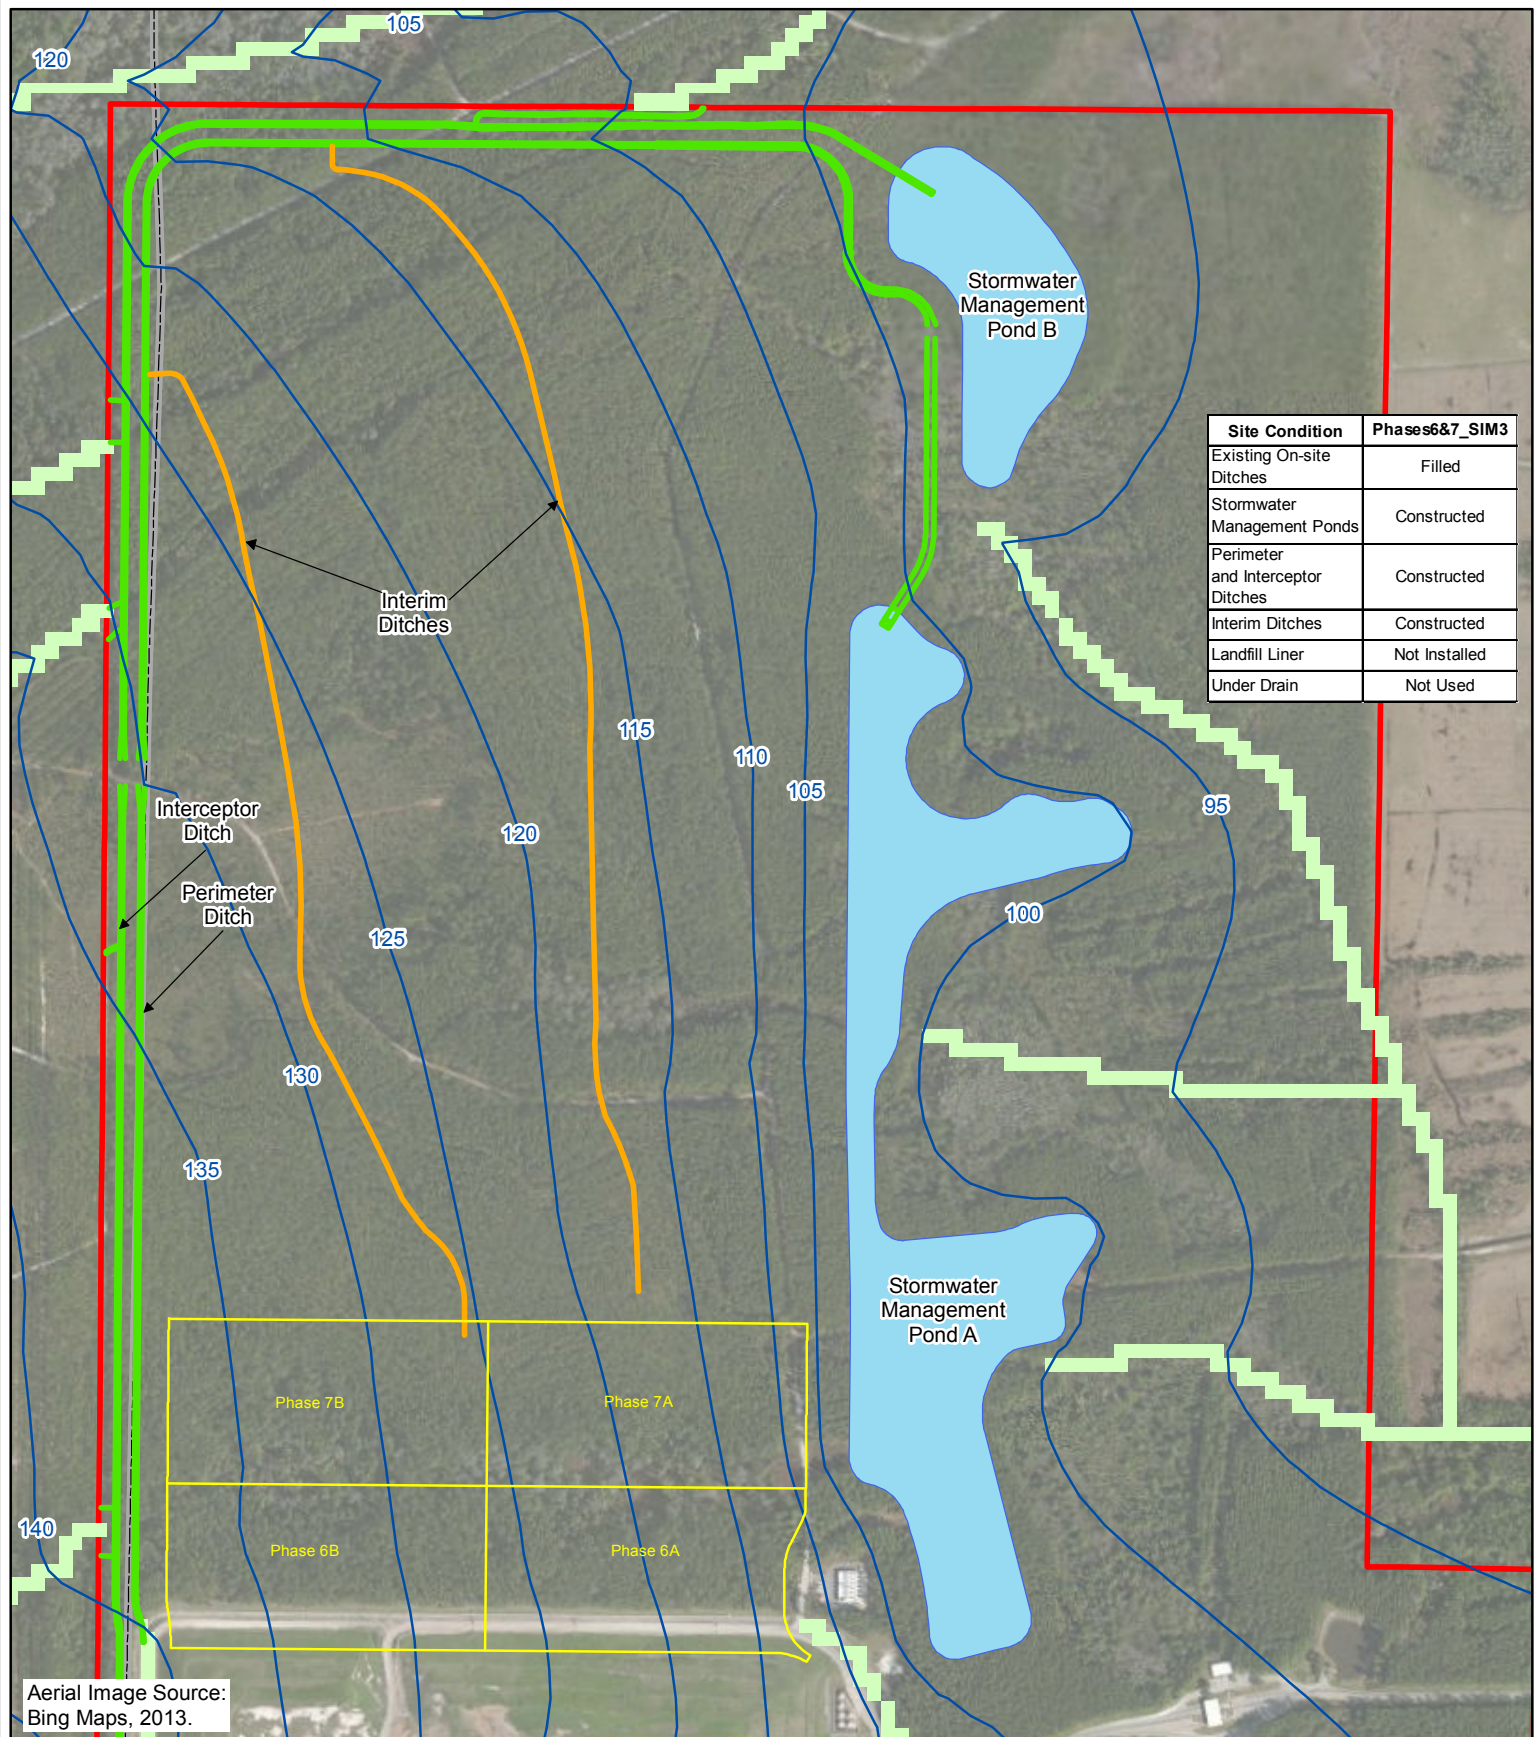 105
120
Stormwater
Management
Pond B
Site Condition Phases6&7_SIM3
Existing On-site
Ditches
Filled
Stormwater
Management Ponds
Constructed
Perimeter
and Interceptor
Ditches
Constructed
Interim Ditches Constructed
Landfill Liner Not Installed
Under Drain Not Used
Interim
Ditches
115
110
105
95
Interceptor
Ditch
120
Perimeter
Ditch
100
125
130
135
Stormwater
Management
Pond A
Phase 7B
Phase 7A
140
Phase 6B
Phase 6A
Aerial Image Source:
Bing Maps, 2013.